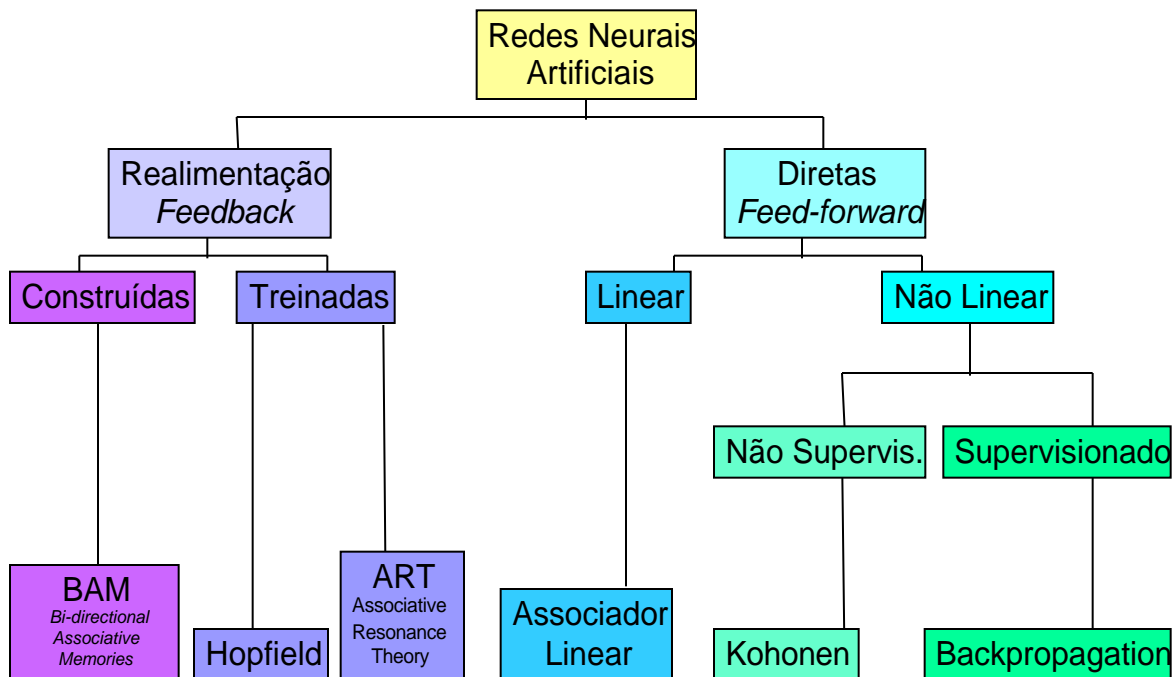 Redes Neurais
Artificiais
Realimentação
Feedback
Diretas
Feed-forward
Construídas
Treinadas
Linear
Não Linear
Não Supervis.
Supervisionado
BAM
Bi-directional
Associative
Memories
Hopfield
ART
Associative
Resonance
Theory
Associador
Linear
Kohonen
Backpropagation